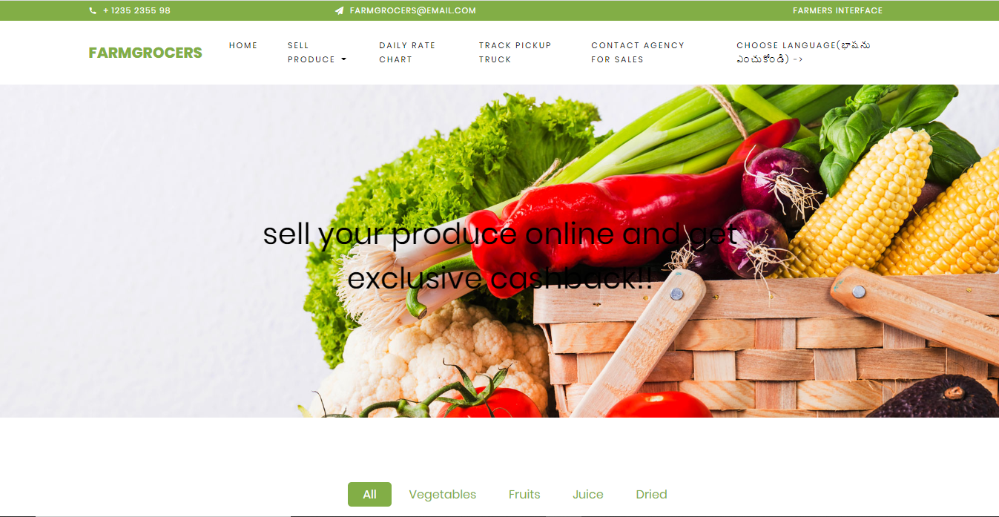 + 1235 2355 98
FARMGROCERS@EMAIL.COM
FARMERS INTERFACE
FARMGROCERS
HOME
SELL
PRODUCE
DAILY RATE
CHART
TRACK PICKUP
TRUCK
CONTACT AGENCY
FOR SALES
CHOOSE LANGUAGE(భాషను
ఎంచుకోండి) ->
sell your produce online and get
exclusive cashback!!
All
Vegetables
Fruits
Juice
Dried